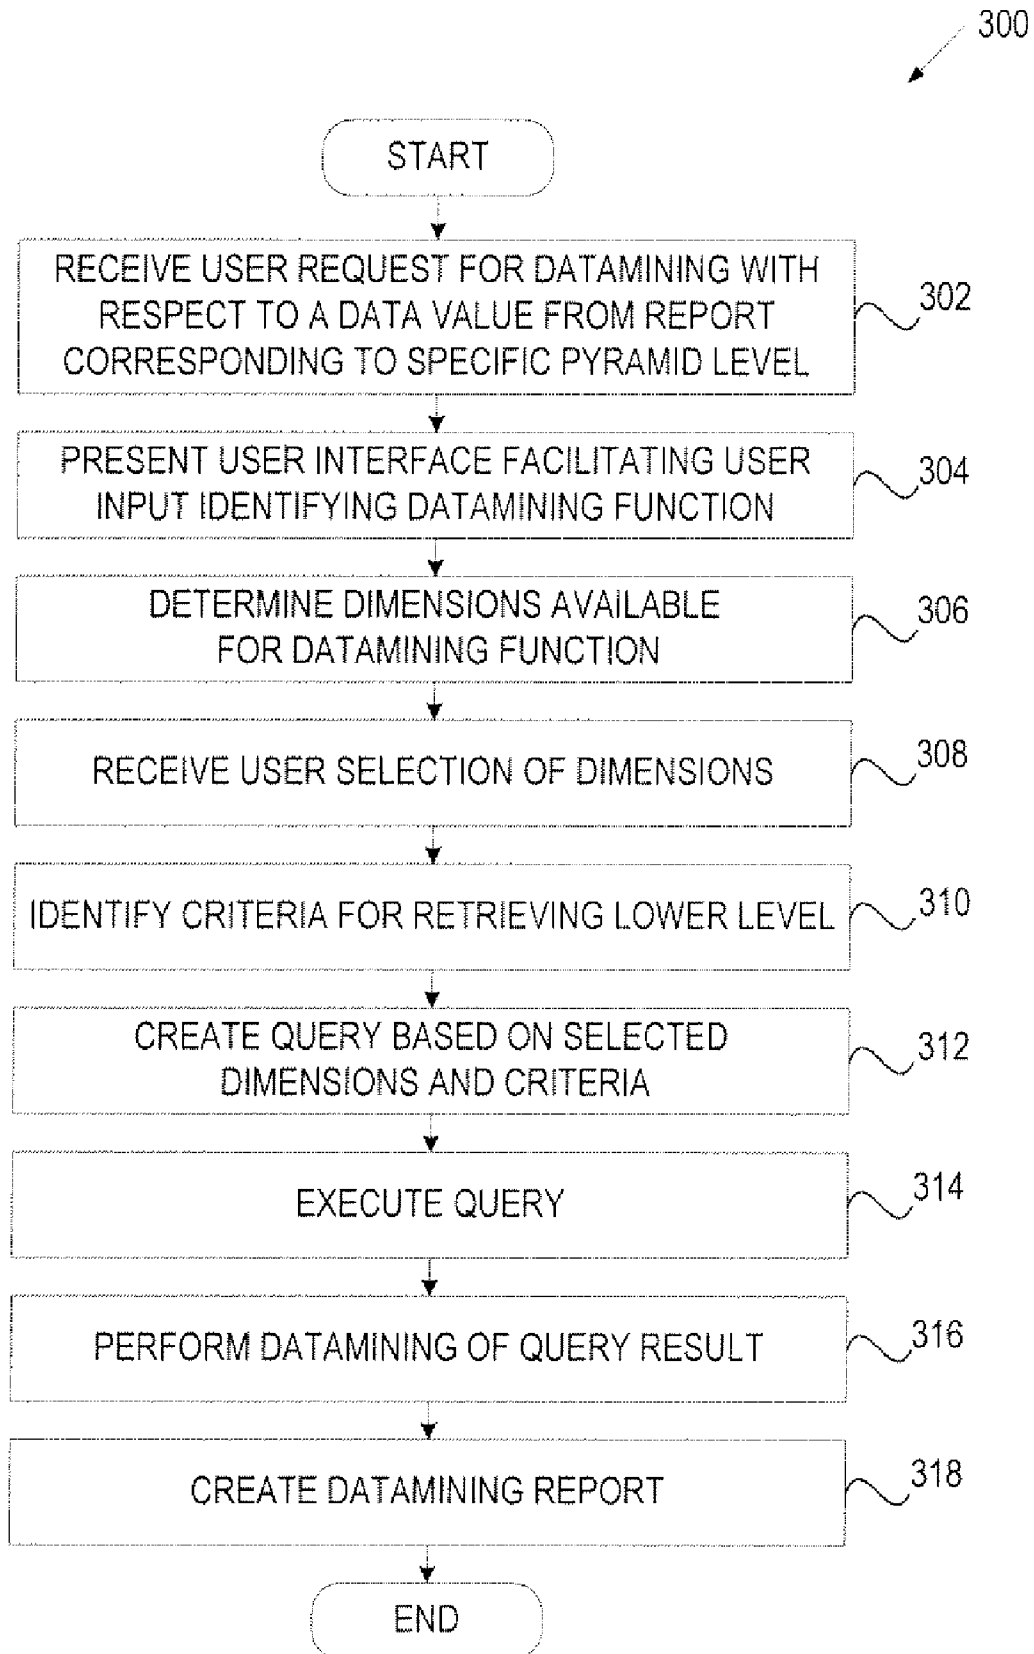 300
START
RECEIVE USER REQUEST FOR DATAMINING WITH
RESPECT TO A DATA VALUE FROM REPORT
CORRESPONDING TO SPECIFIC PYRAMID LEVEL
302
PRESENT USER INTERFACE FACILITATING USER
INPUT IDENTIFYING DATAMINING FUNCTION
304
DETERMINE DIMENSIONS AVAILABLE
FOR DATAMINING FUNCTION
306
RECEIVE USER SELECTION OF DIMENSIONS
308
IDENTIFY CRITERIA FOR RETRIEVING LOWER LEVEL
310
CREATE QUERY BASED ON SELECTED
DIMENSIONS AND CRITERIA
312
EXECUTE QUERY
314
PERFORM DATAMINING OF QUERY RESULT
316
CREATE DATAMINING REPORT
318
END